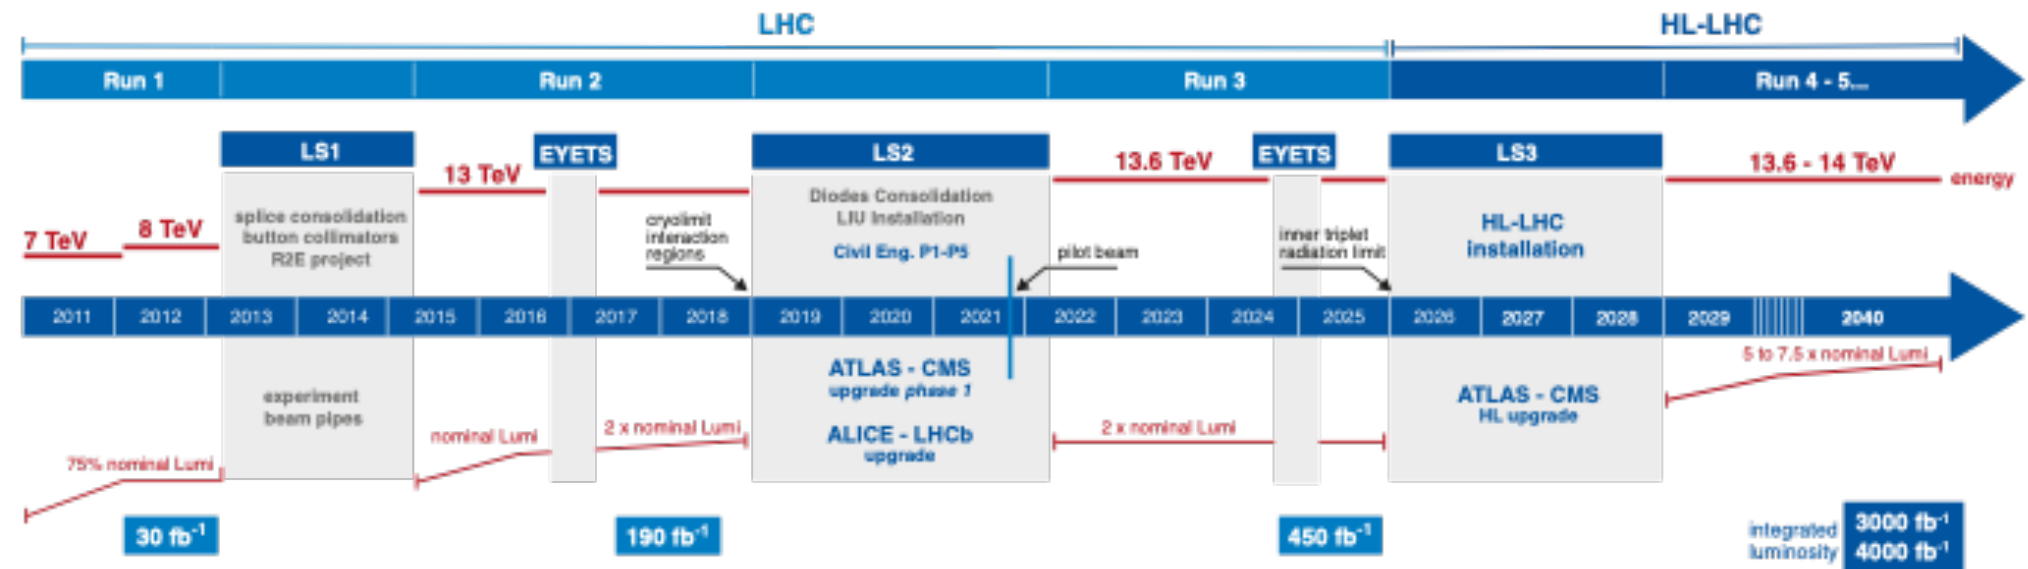 LHC
HL-LHC
Run 1
Run 2
Run 3
Run 4 - 5...
LS1
EYETS
LS2
EYETS
LS3
13 TeV
13.6 TeV
13.6 - 14 TeV
energy
7 TeV
8 TeV
splice consolidation
button collimators
R2E project
cryolimit
interaction
regions
Diodes Consolidation
LIU Installation
Civil Eng. P1-P5
pilot beam
inner triplet
radiation limit
HL-LHC
installation
2011
2012
2013
2014
2015
2016
2017
2018
2019
2020
2021
2022
2023
2024
2025
2026
2027
2028
2029
2040
5 to 7.5 x nominal Lumi
experiment
beam pipes
ATLAS - CMS
upgrade phase 1
ALICE - LHCb
upgrade
ATLAS - CMS
HL upgrade
75% nominal Lumi
nominal Lumi
2 x nominal Lumi
2 x nominal Lumi
30 fb⁻¹
190 fb⁻¹
450 fb⁻¹
integrated
luminosity
3000 fb⁻¹
4000 fb⁻¹